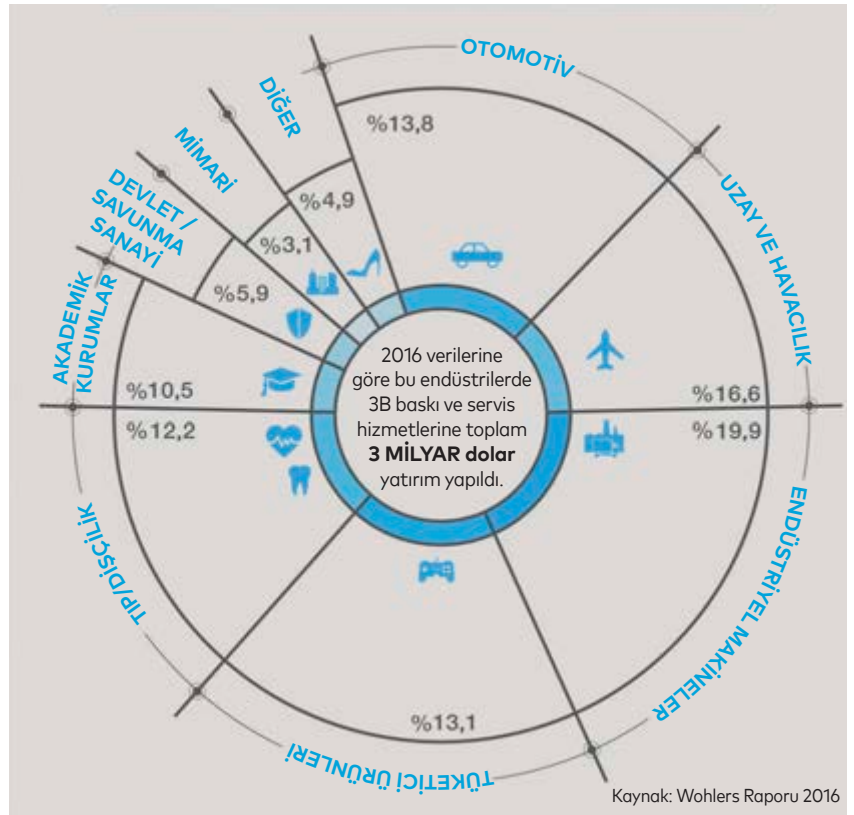 OTOMOTİV
%13,8
UZAY VE HAVACILIK
%16,6
ENDÜSTRİYEL MAKİNELER
%19,9
TÜKETİCİ ÜRÜNLERİ
%13,1
TIP/DİŞÇİLİK
%12,2
AKADEMİK
KURUMLAR
%10,5
DEVLET /
SAVUNMA
SANAYİ
%5,9
MİMARİ
%3,1
DİĞER
%4,9
2016 verilerine
göre bu endüstrilerde
3B baskı ve servis
hizmetlerine toplam
3 MİLYAR dolar
yatırım yapıldı.
Kaynak: Wohlers Raporu 2016